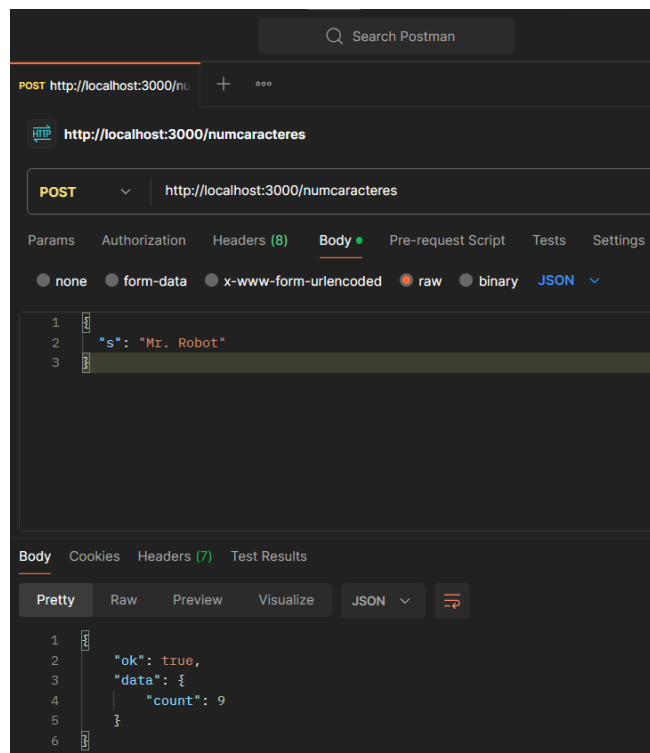 Search Postman
POST http://localhost:3000/nu
HTTP http://localhost:3000/numcaracteres
POST http://localhost:3000/numcaracteres
Params Authorization Headers (8) Body Pre-request Script Tests Settings
none form-data x-www-form-urlencoded raw binary JSON
1 {
2 "s": "Mr. Robot"
3 }
Body Cookies Headers (7) Test Results
Pretty Raw Preview Visualize JSON
1 {
2 "ok": true,
3 "data": {
4 "count": 9
5 }
6 }